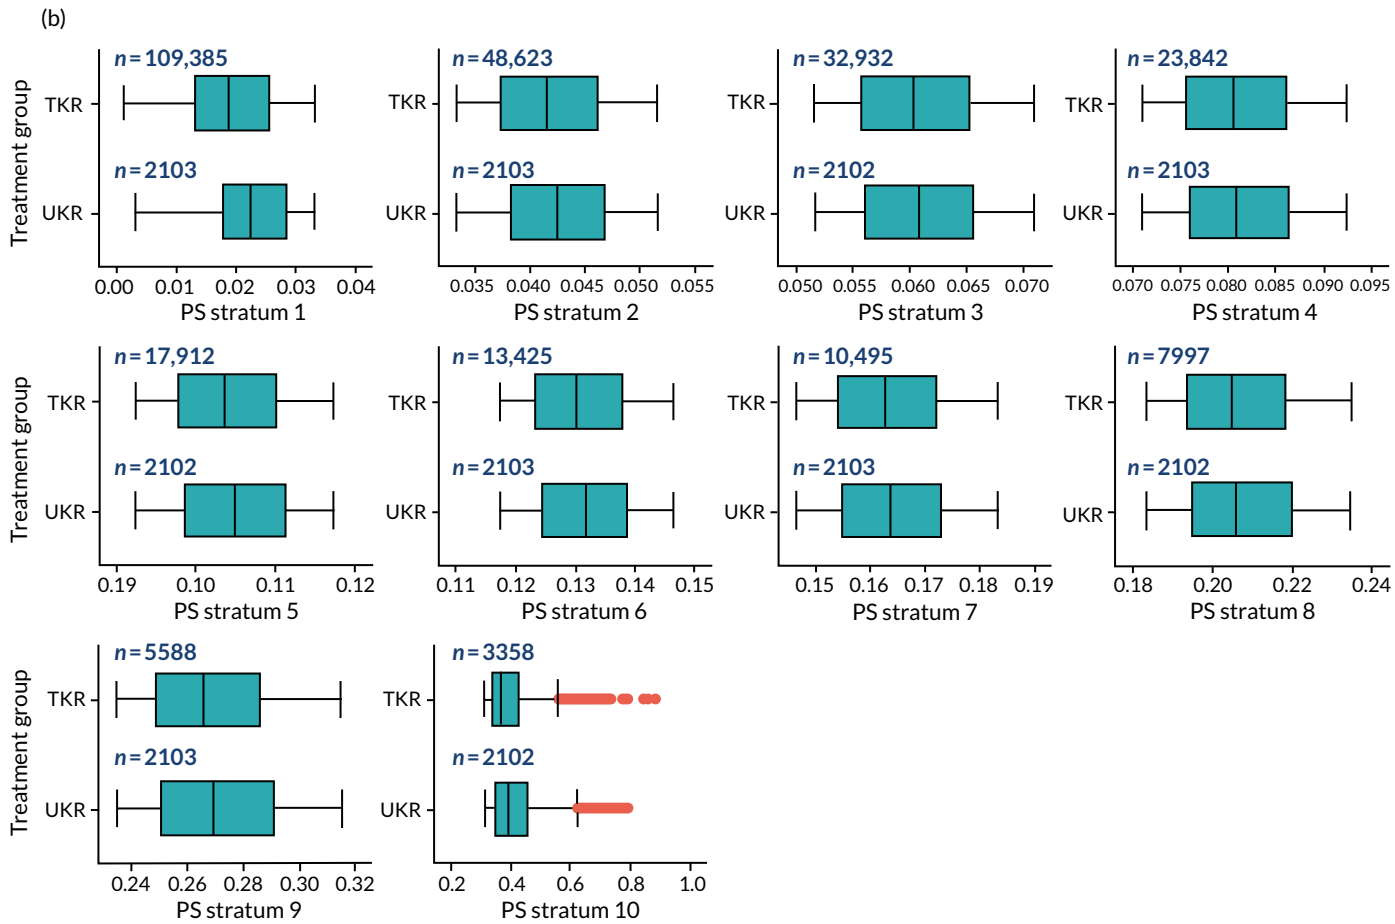 (b)
Treatment group
n=109,385
TKR
n=2103
UKR
0.00 0.01 0.02 0.03 0.04
PS stratum 1
n=48,623
TKR
n=2103
UKR
0.035 0.040 0.045 0.050 0.055
PS stratum 2
n=32,932
TKR
n=2102
UKR
0.050 0.055 0.060 0.065 0.070
PS stratum 3
n=23,842
TKR
n=2103
UKR
0.070 0.075 0.080 0.085 0.090 0.095
PS stratum 4
Treatment group
n=17,912
TKR
n=2102
UKR
0.19 0.10 0.11 0.12
PS stratum 5
n=13,425
TKR
n=2103
UKR
0.11 0.12 0.13 0.14 0.15
PS stratum 6
n=10,495
TKR
n=2103
UKR
0.15 0.16 0.17 0.18 0.19
PS stratum 7
n=7997
TKR
n=2102
UKR
0.18 0.20 0.22 0.24
PS stratum 8
Treatment group
n=5588
TKR
n=2103
UKR
0.24 0.26 0.28 0.30 0.32
PS stratum 9
n=3358
TKR
n=2102
UKR
0.2 0.4 0.6 0.8 1.0
PS stratum 10